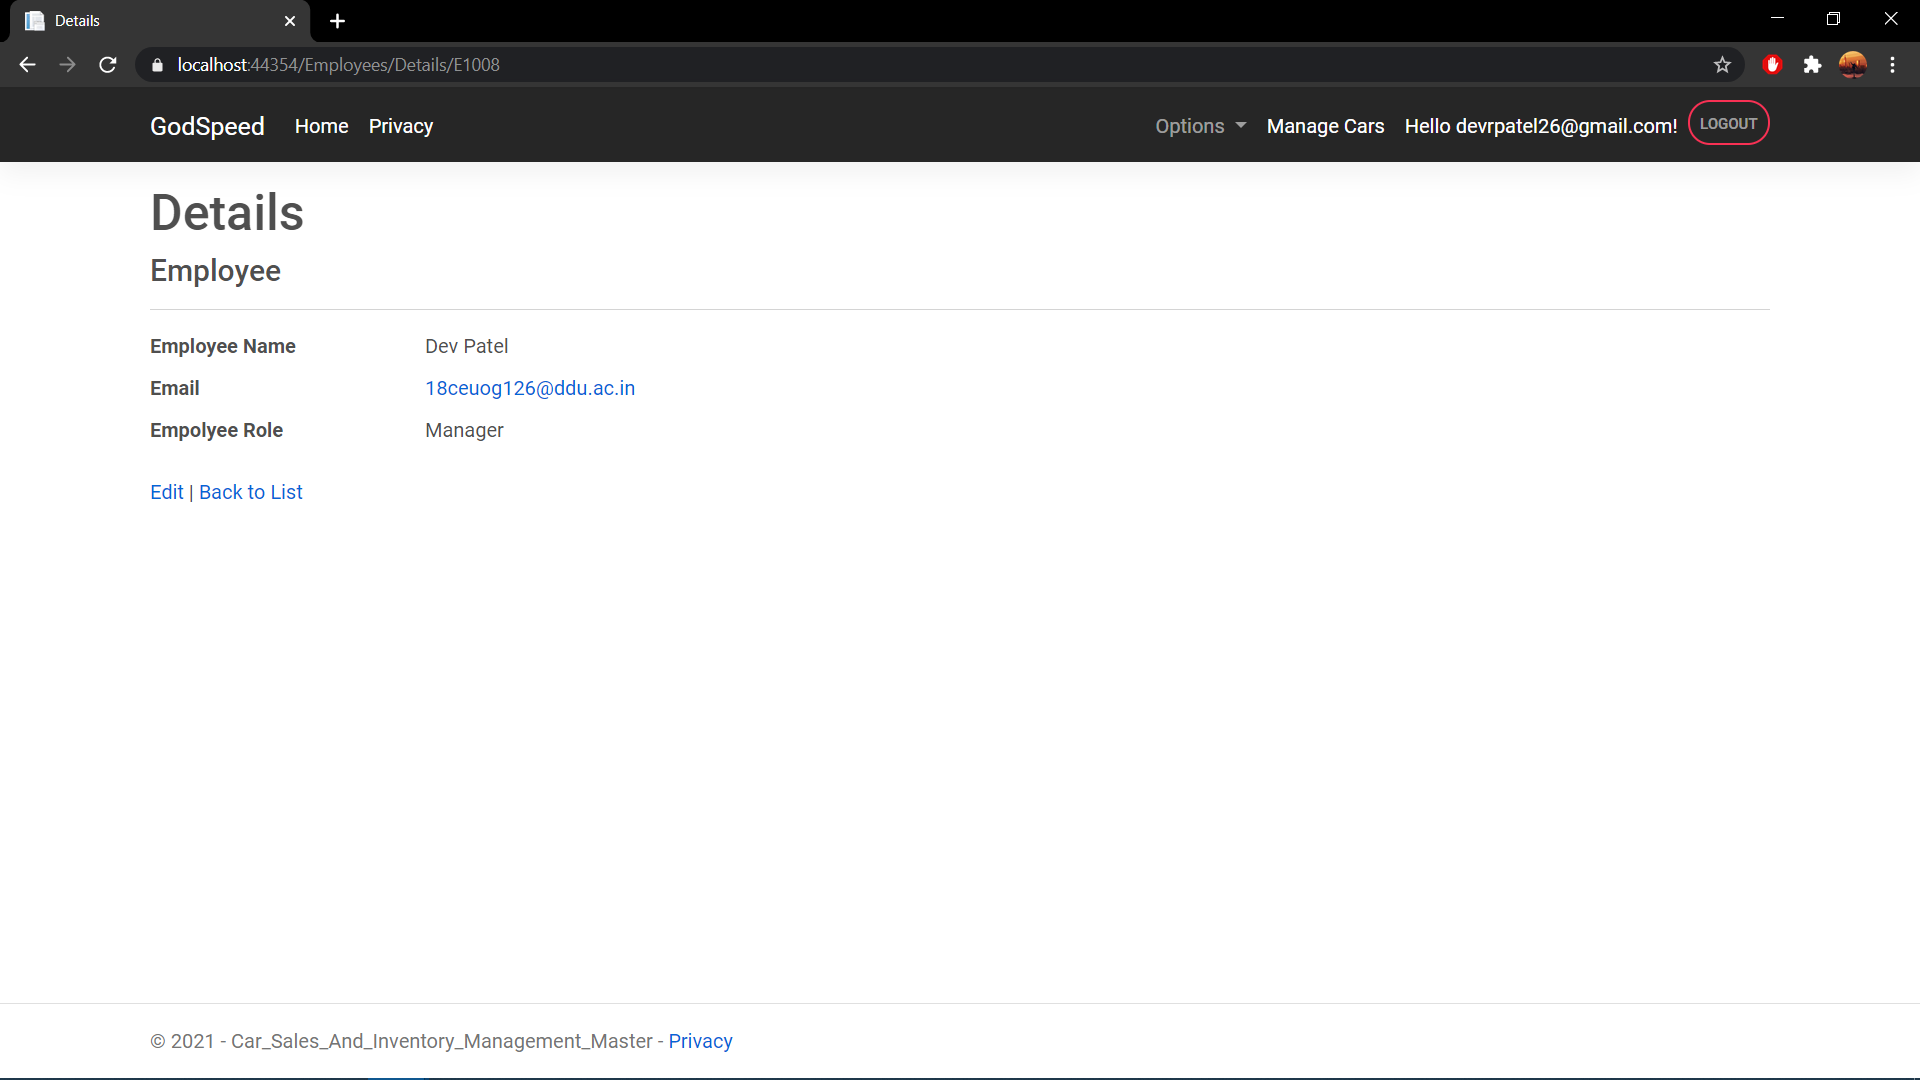 Details
localhost:44354/Employees/Details/E1008
GodSpeed Home Privacy Options Manage Cars Hello devrpatel26@gmail.com! LOGOUT
Details
Employee
Employee Name Dev Patel
Email 18ceuog126@ddu.ac.in
Empolyee Role Manager
Edit | Back to List
© 2021 - Car_Sales_And_Inventory_Management_Master - Privacy